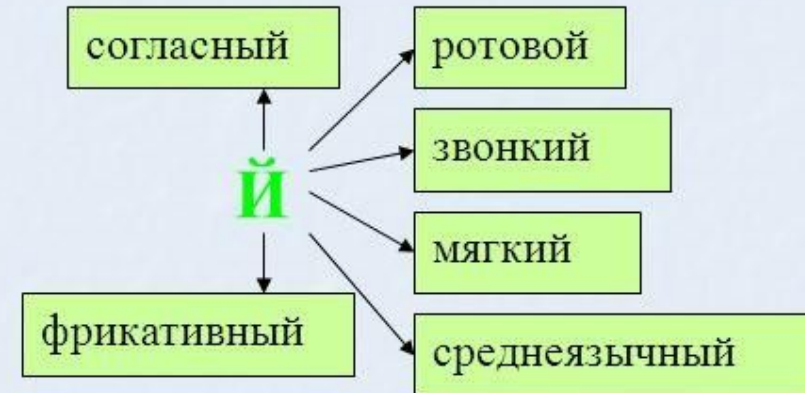 согласный
ротовой
звонкий
Й
мягкий
фрикативный
среднеязычный